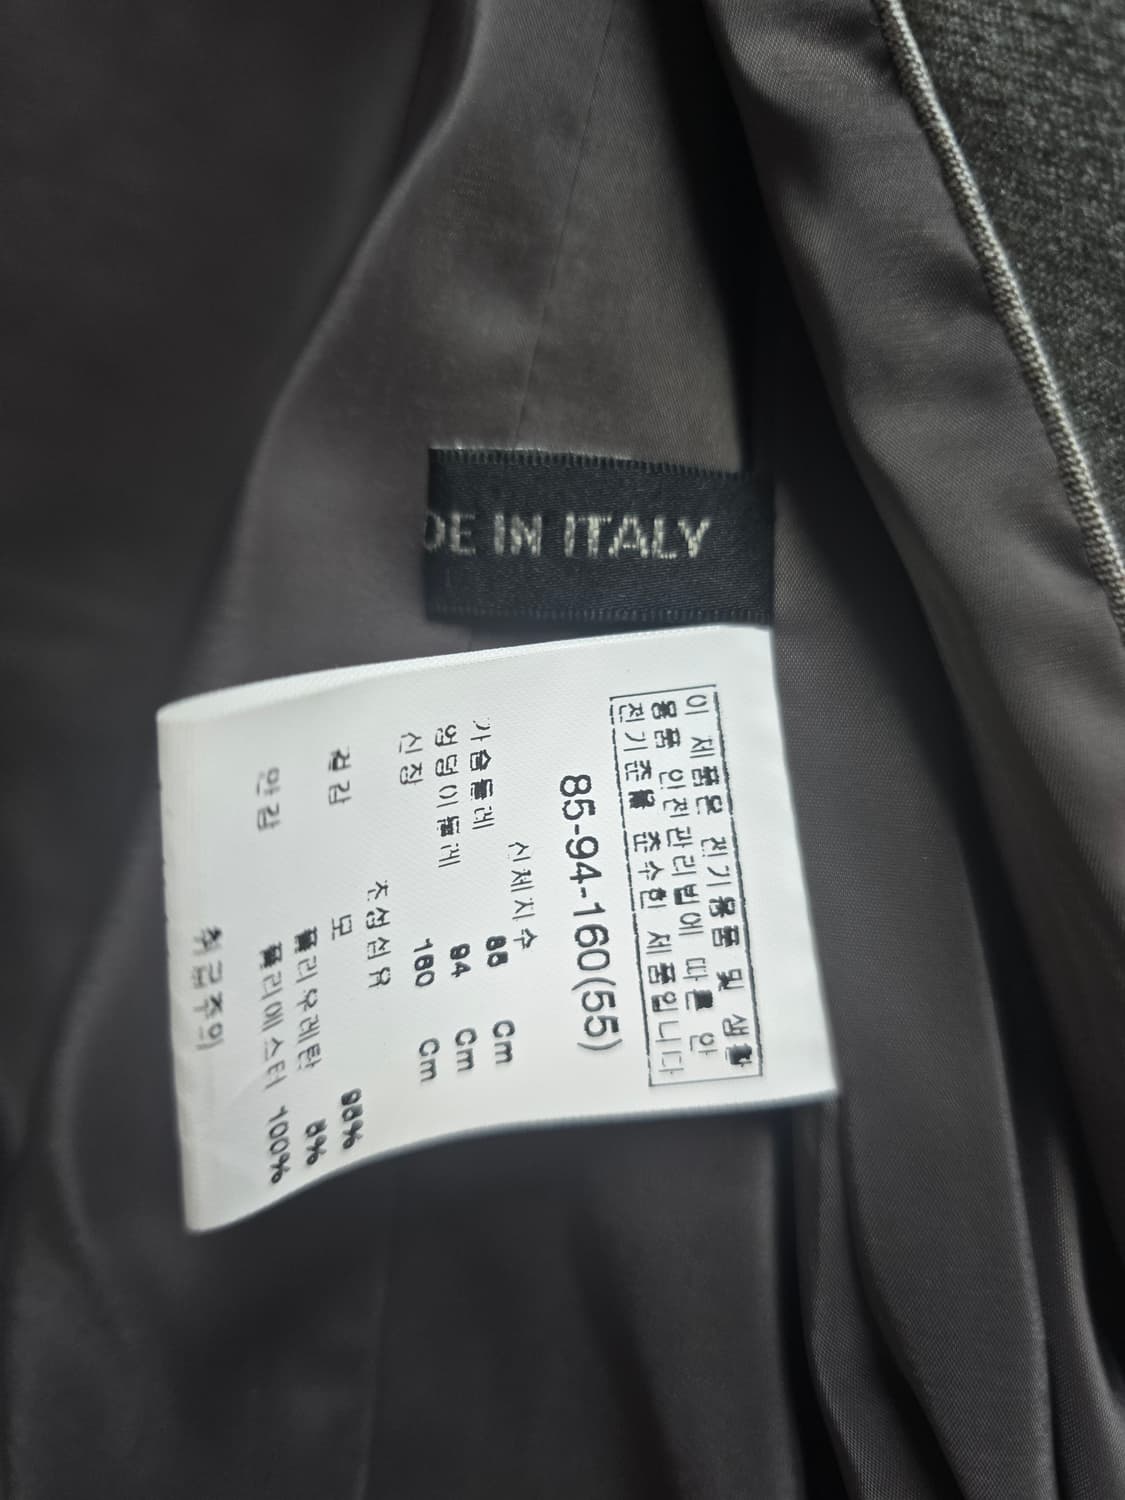 DE IN ITALY
이 제품은 전기용품 및 생활
용품 안전관리법에 따른 안
전기준을 준수한 제품입니다
85-94-160(55)
신체치수
가슴둘레 85 Cm
엉덩이둘레 94 Cm
신장 160 Cm
조성섬유
겉감 모
폴리우레탄
안감 폴리에스터 100%
취급주의